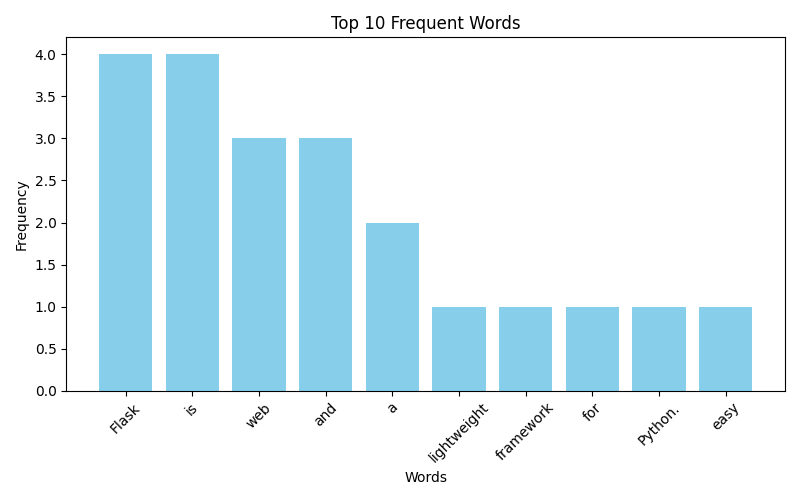 Top 10 Frequent Words
Frequency
4.0
3.5
3.0
2.5
2.0
1.5
1.0
0.5
0.0
Flask
is
web
and
a
lightweight
framework
for
Python.
easy
Words